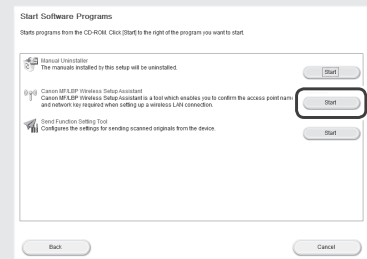 Start Software Programs
Starts programs from the CD-ROM. Click [Start] to the right of the program you want to start.
Manual Uninstaller
The manuals installed by this setup will be uninstalled.
Start
Canon MF/LBP Wireless Setup Assistant
Canon MF/LBP Wireless Setup Assistant is a tool which enables you to confirm the access point name
and network key required when setting up a wireless LAN connection.
Start
Send Function Setting Tool
Configures the settings for sending scanned originals from the device.
Start
Back
Cancel